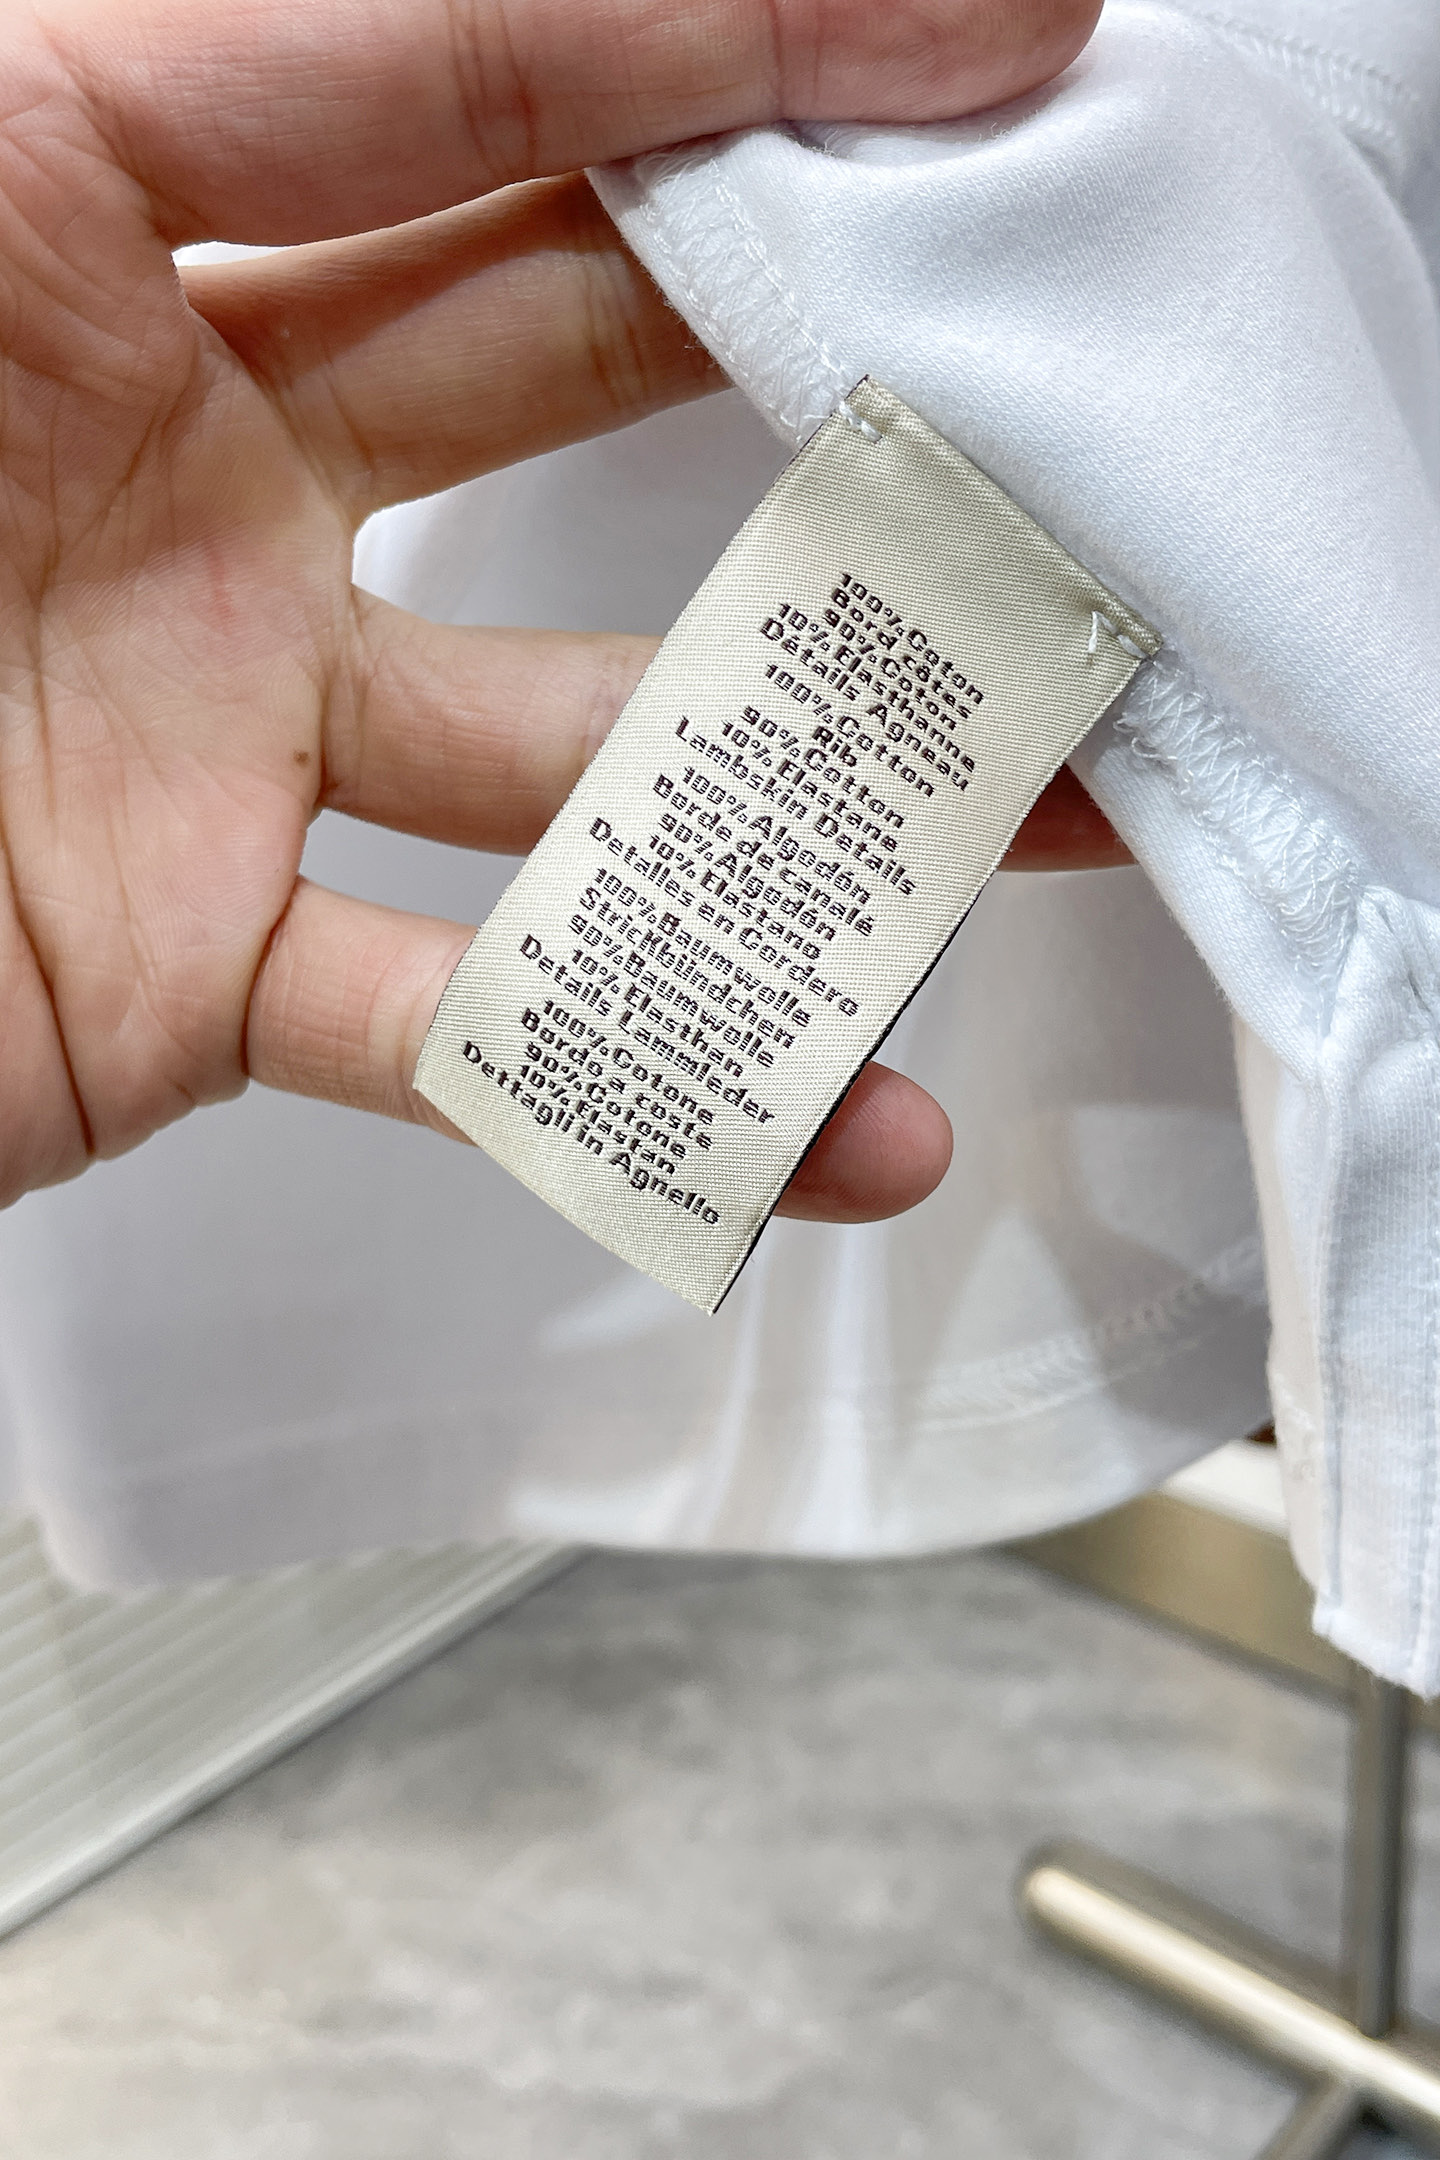 100% Coton
Bord côtes
90% Coton
10% Elasthanne
Détails Agneau
100% Cotton
Rib
90% Cotton
10% Elastane
Lambskin Details
100% Algodón
Borde de canalé
90% Algodón
10% Elastano
Detalles en Cordero
100% Baumwolle
Strickbündchen
90% Baumwolle
10% Elasthan
Details Lammleder
100% Cotone
Bordo a coste
90% Cotone
10% Elastan
Dettagli in Agnello